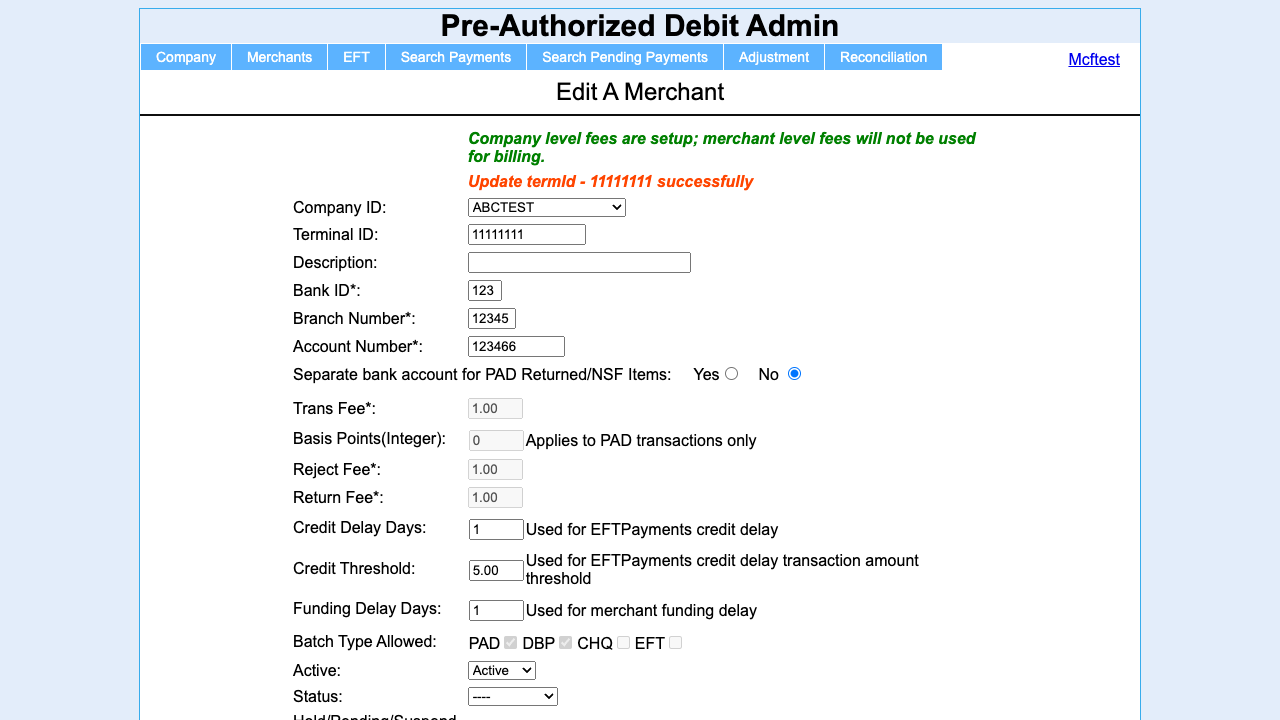 Pre-Authorized Debit Admin
Company Merchants EFT Search Payments Search Pending Payments Adjustment Reconciliation Mcftest
Edit A Merchant
Company level fees are setup; merchant level fees will not be used
for billing.
Update termId - 11111111 successfully
Company ID: ABCTEST
Terminal ID: 11111111
Description:
Bank ID*: 123
Branch Number*: 12345
Account Number*: 123466
Separate bank account for PAD Returned/NSF Items: Yes No
Trans Fee*: 1.00
Basis Points(Integer): 0 Applies to PAD transactions only
Reject Fee*: 1.00
Return Fee*: 1.00
Credit Delay Days: 1 Used for EFTPayments credit delay
Credit Threshold: 5.00 Used for EFTPayments credit delay transaction amount
threshold
Funding Delay Days: 1 Used for merchant funding delay
Batch Type Allowed: PAD DBP CHQ EFT
Active: Active
Status: ----
Hold/Pending/Suspend